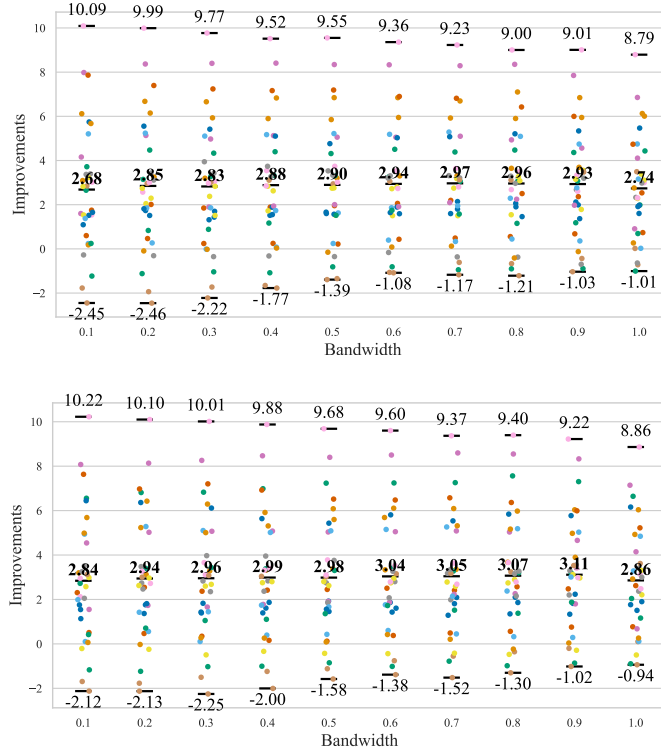 10.09 9.99 9.77 9.52 9.55 9.36 9.23 9.00 9.01 8.79
10
8
6
4
2.68 2.85 2.83 2.88 2.90 2.94 2.97 2.96 2.93 2.74
2
0
−2
-2.45 -2.46 -2.22 -1.77 -1.39 -1.08 -1.17 -1.21 -1.03 -1.01
Improvements
0.1 0.2 0.3 0.4 0.5 0.6 0.7 0.8 0.9 1.0
Bandwidth
10.22 10.10 10.01 9.88 9.68 9.60 9.37 9.40 9.22 8.86
10
8
6
4
2.84 2.94 2.96 2.99 2.98 3.04 3.05 3.07 3.11 2.86
2
0
−2
-2.12 -2.13 -2.25 -2.00 -1.58 -1.38 -1.52 -1.30 -1.02 -0.94
Improvements
0.1 0.2 0.3 0.4 0.5 0.6 0.7 0.8 0.9 1.0
Bandwidth